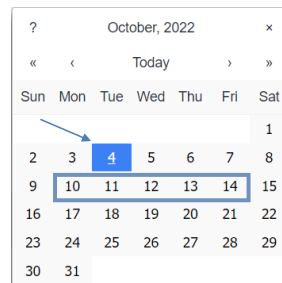 ? October, 2022 ×
« ‹ Today › »
Sun Mon Tue Wed Thu Fri Sat
1
2 3 4 5 6 7 8
9 10 11 12 13 14 15
16 17 18 19 20 21 22
23 24 25 26 27 28 29
30 31